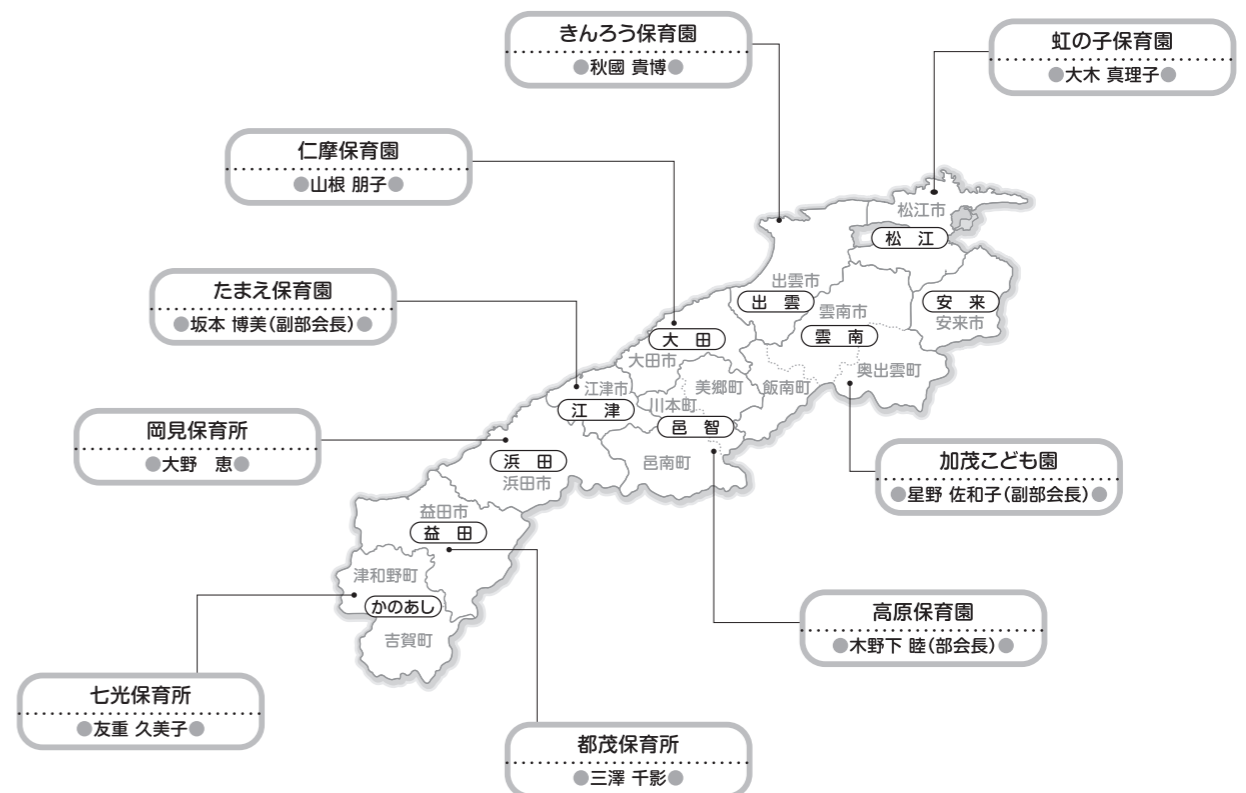 きんろう保育園
●秋國 貴博●
虹の子保育園
●大木 真理子●
仁摩保育園
●山根 朋子●
たまえ保育園
●坂本 博美(副部会長)●
岡見保育所
●大野　恵●
松江市
松　江
出雲市
出　雲
安　来
安来市
雲南市
雲　南
大　田
大田市
奥出雲町
江津市
江　津
美郷町
飯南町
川本町
邑　智
邑南町
浜　田
浜田市
益田市
益　田
津和野町
かのあし
吉賀町
加茂こども園
●星野 佐和子(副部会長)●
高原保育園
●木野下 睦(部会長)●
七光保育所
●友重 久美子●
都茂保育所
●三澤 千影●